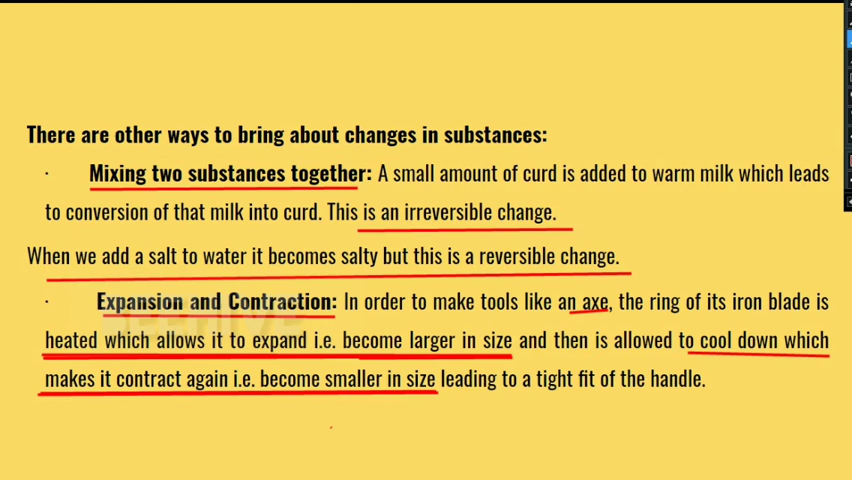 There are other ways to bring about changes in substances:
· Mixing two substances together: A small amount of curd is added to warm milk which leads
to conversion of that milk into curd. This is an irreversible change.
When we add a salt to water it becomes salty but this is a reversible change.
· Expansion and Contraction: In order to make tools like an axe, the ring of its iron blade is
heated which allows it to expand i.e. become larger in size and then is allowed to cool down which
makes it contract again i.e. become smaller in size leading to a tight fit of the handle.